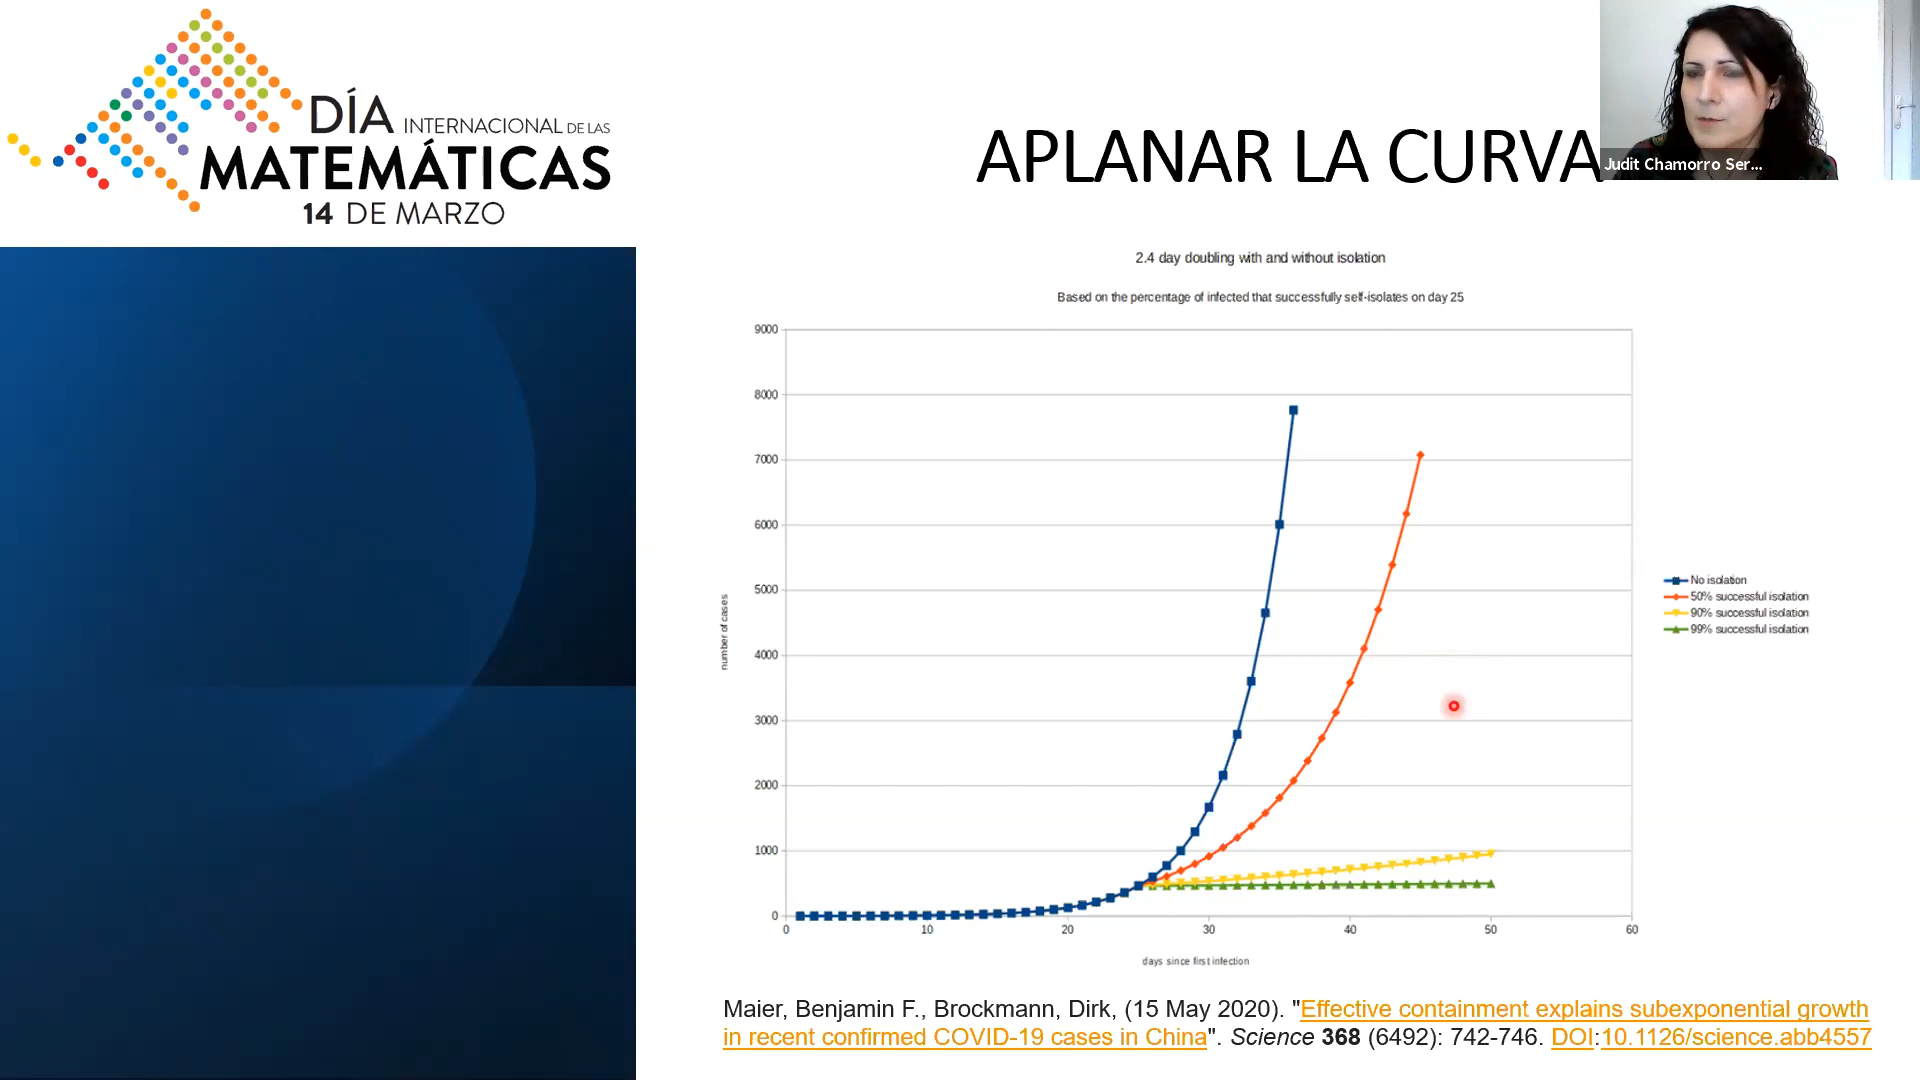 DÍA INTERNACIONAL DE LAS
MATEMÁTICAS
14 DE MARZO
APLANAR LA CURVA
Judit Chamorro Ser...
2.4 day doubling with and without isolation
Based on the percentage of infected that successfully self-isolates on day 25
9000
8000
7000
6000
5000
4000
3000
2000
1000
0
number of cases
0 10 20 30 40 50 60
days since first infection
No isolation
50% successful isolation
90% successful isolation
99% successful isolation
Maier, Benjamin F., Brockmann, Dirk, (15 May 2020). "Effective containment explains subexponential growth
in recent confirmed COVID-19 cases in China". Science 368 (6492): 742-746. DOI:10.1126/science.abb4557